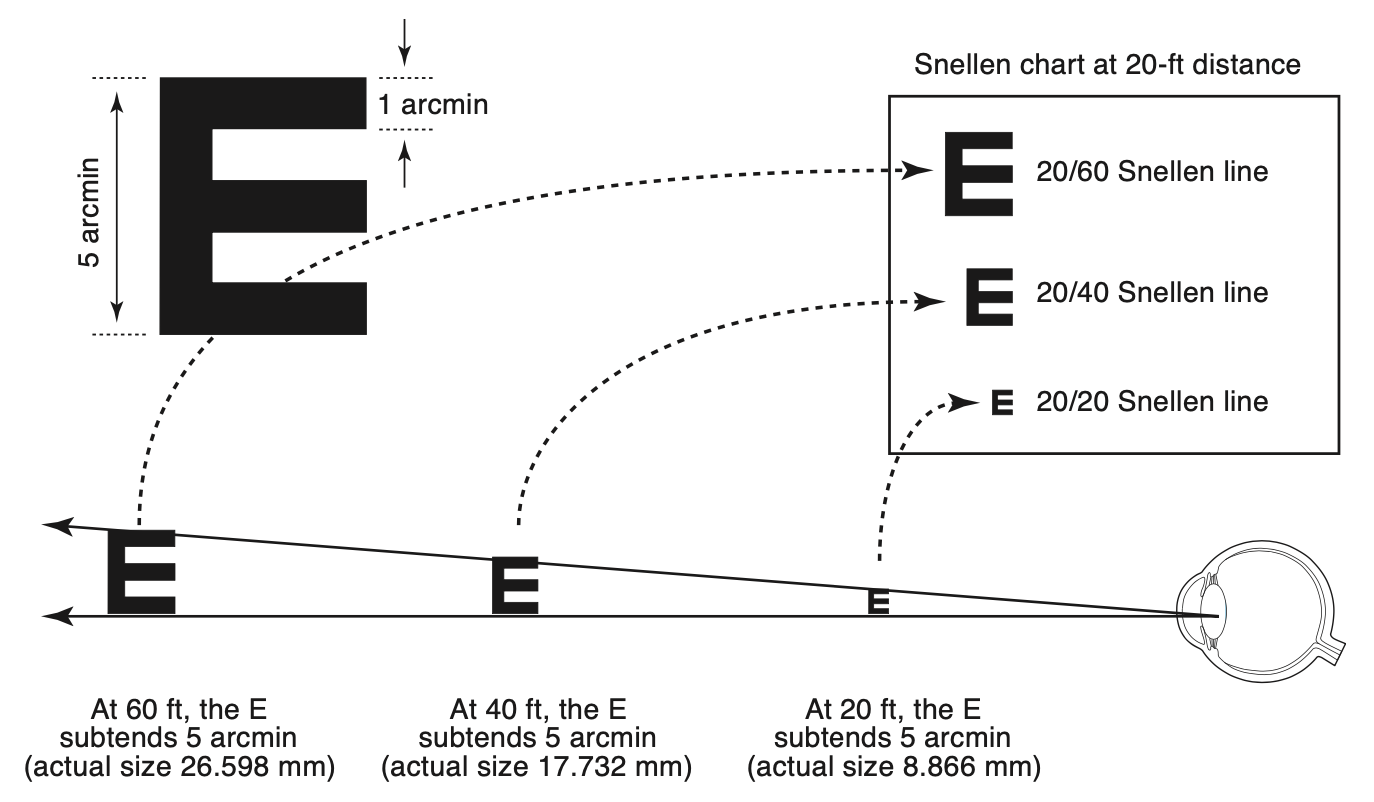 1 arcmin
5 arcmin
E
Snellen chart at 20-ft distance
E 20/60 Snellen line
E 20/40 Snellen line
E 20/20 Snellen line
E E E
At 60 ft, the E
subtends 5 arcmin
(actual size 26.598 mm)
At 40 ft, the E
subtends 5 arcmin
(actual size 17.732 mm)
At 20 ft, the E
subtends 5 arcmin
(actual size 8.866 mm)